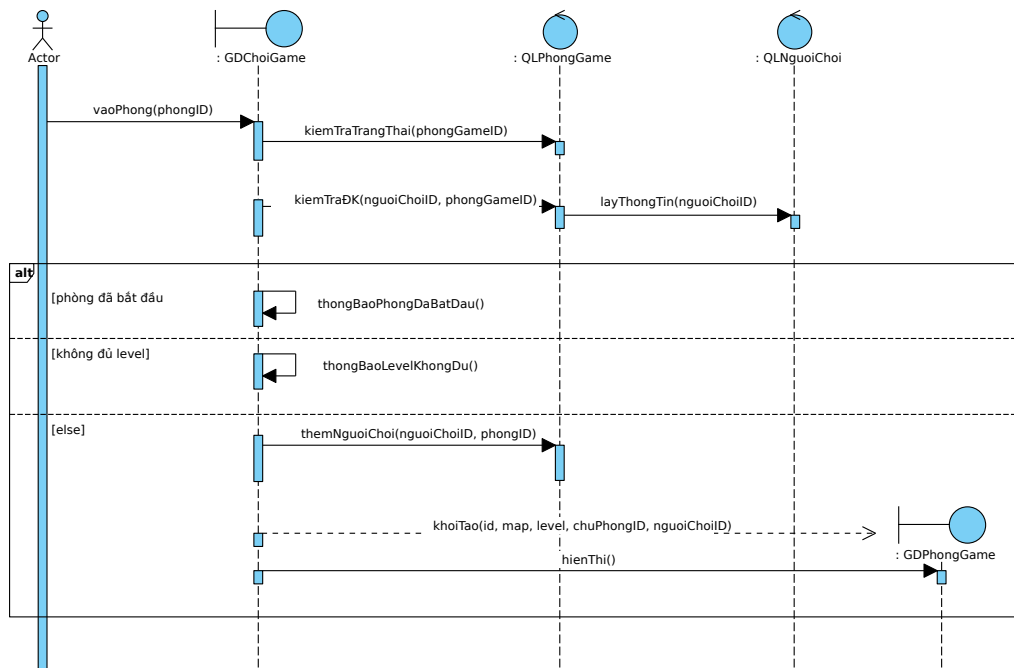 Actor
: GDChoiGame
: QLPhongGame
: QLNguoiChoi
vaoPhong(phongID)
kiemTraTrangThai(phongGameID)
kiemTraĐK(nguoiChoiID, phongGameID)
layThongTin(nguoiChoiID)
alt
[phòng đã bắt đầu
thongBaoPhongDaBatDau()
[không đủ level]
thongBaoLevelKhongDu()
[else]
themNguoiChoi(nguoiChoiID, phongID)
khoiTao(id, map, level, chuPhongID, nguoiChoiID)
: GDPhongGame
hienThi()